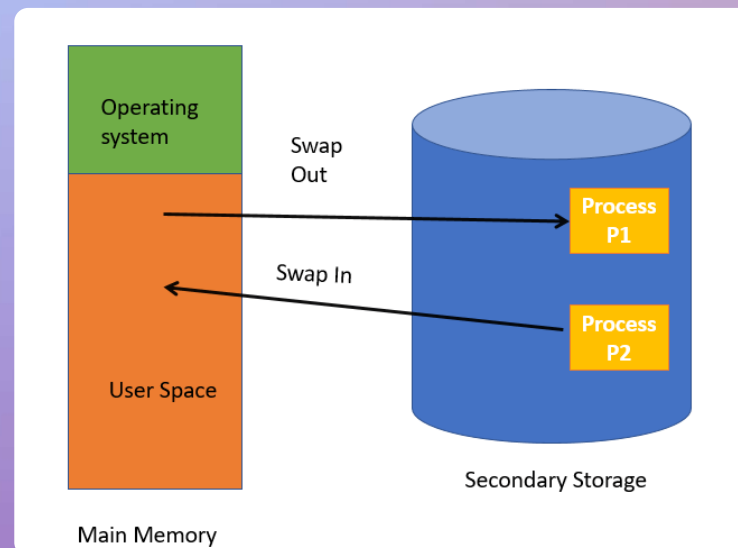 Operating
system
Swap
Out
Process
P1
Swap In
Process
P2
User Space
Secondary Storage
Main Memory